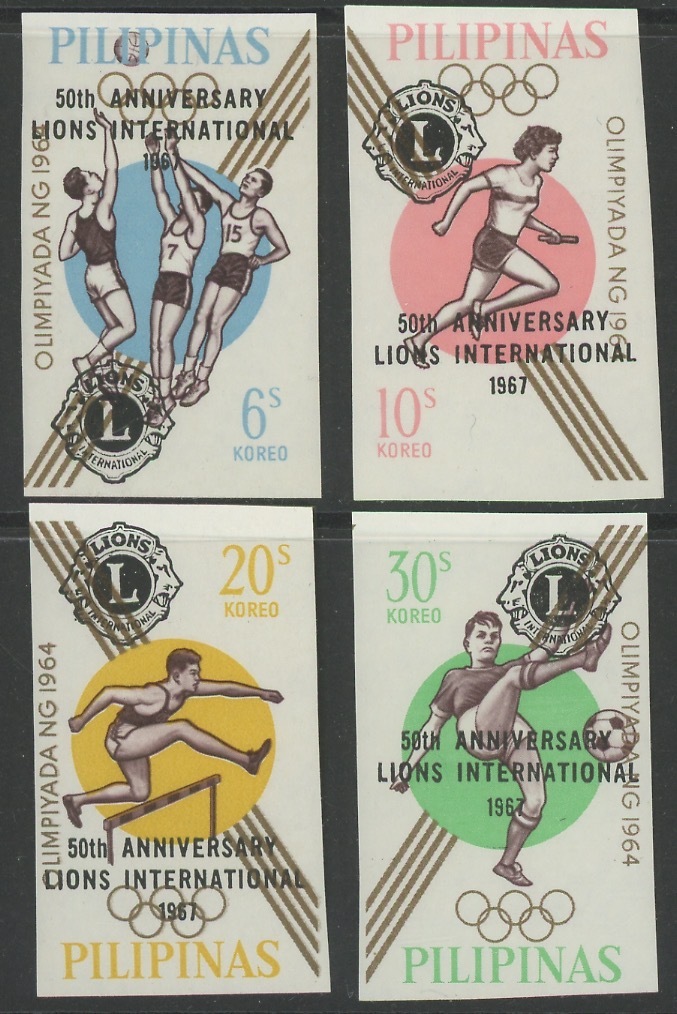 PILIPINAS
50th ANNIVERSARY
LIONS INTERNATIONAL
1967
OLIMPIYADA NG 1964
7
15
LIONS
L
INTERNATIONAL
6s
KOREO
PILIPINAS
LIONS
L
INTERNATIONAL
OLIMPIYADA NG 196
50th ANNIVERSARY
LIONS INTERNATIONAL
1967
10s
KOREO
LIONS
L
INTERNATIONAL
20s
KOREO
OLIMPIYADA NG 1964
50th ANNIVERSARY
LIONS INTERNATIONAL
1967
PILIPINAS
30s
KOREO
LIONS
L
INTERNATIONAL
OLIMPIYADA NG 1964
50th ANNIVERSARY
LIONS INTERNATIONAL
1967
PILIPINAS